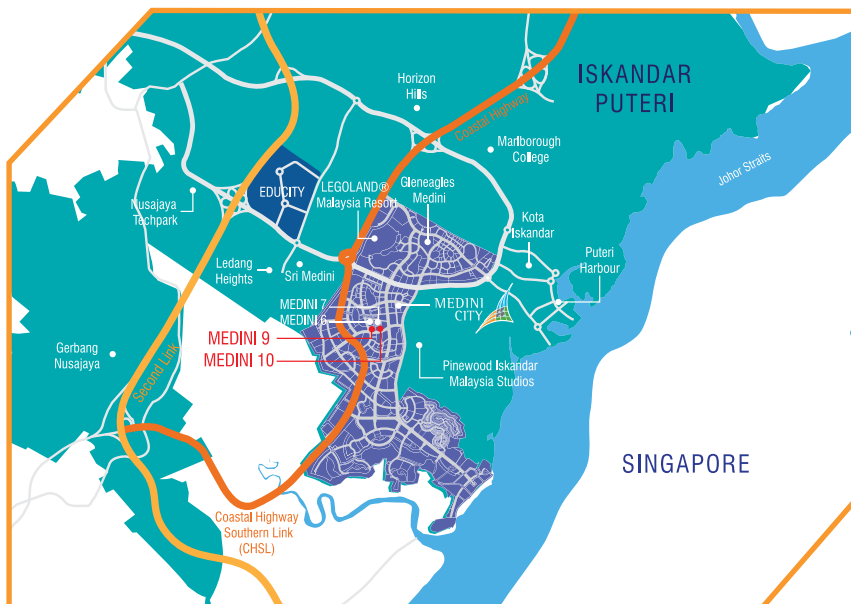 ISKANDAR
PUTERI
Horizon
Hills
Coastal Highway
Marlborough
College
Johor Straits
EDUCITY
LEGOLAND®
Malaysia Resort
Gleneagles
Medini
Nusajaya
Techpark
Kota
Iskandar
Puteri
Harbour
Ledang
Heights
Sri Medini
MEDINI 7
MEDINI 6
MEDINI
CITY
MEDINI 9
MEDINI 10
Gerbang
Nusajaya
Second Link
Pinewood Iskandar
Malaysia Studios
SINGAPORE
Coastal Highway
Southern Link
(CHSL)